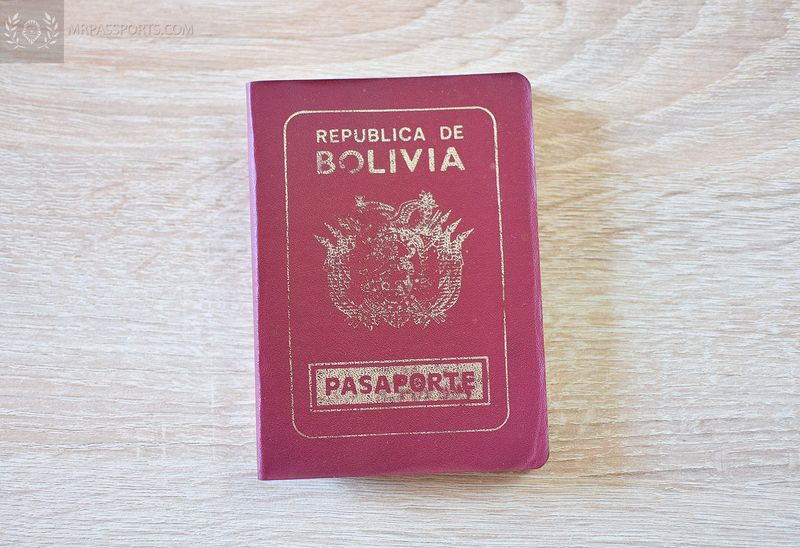 MRPASSPORTS.COM
REPUBLICA DE
BOLIVIA
PASAPORTE